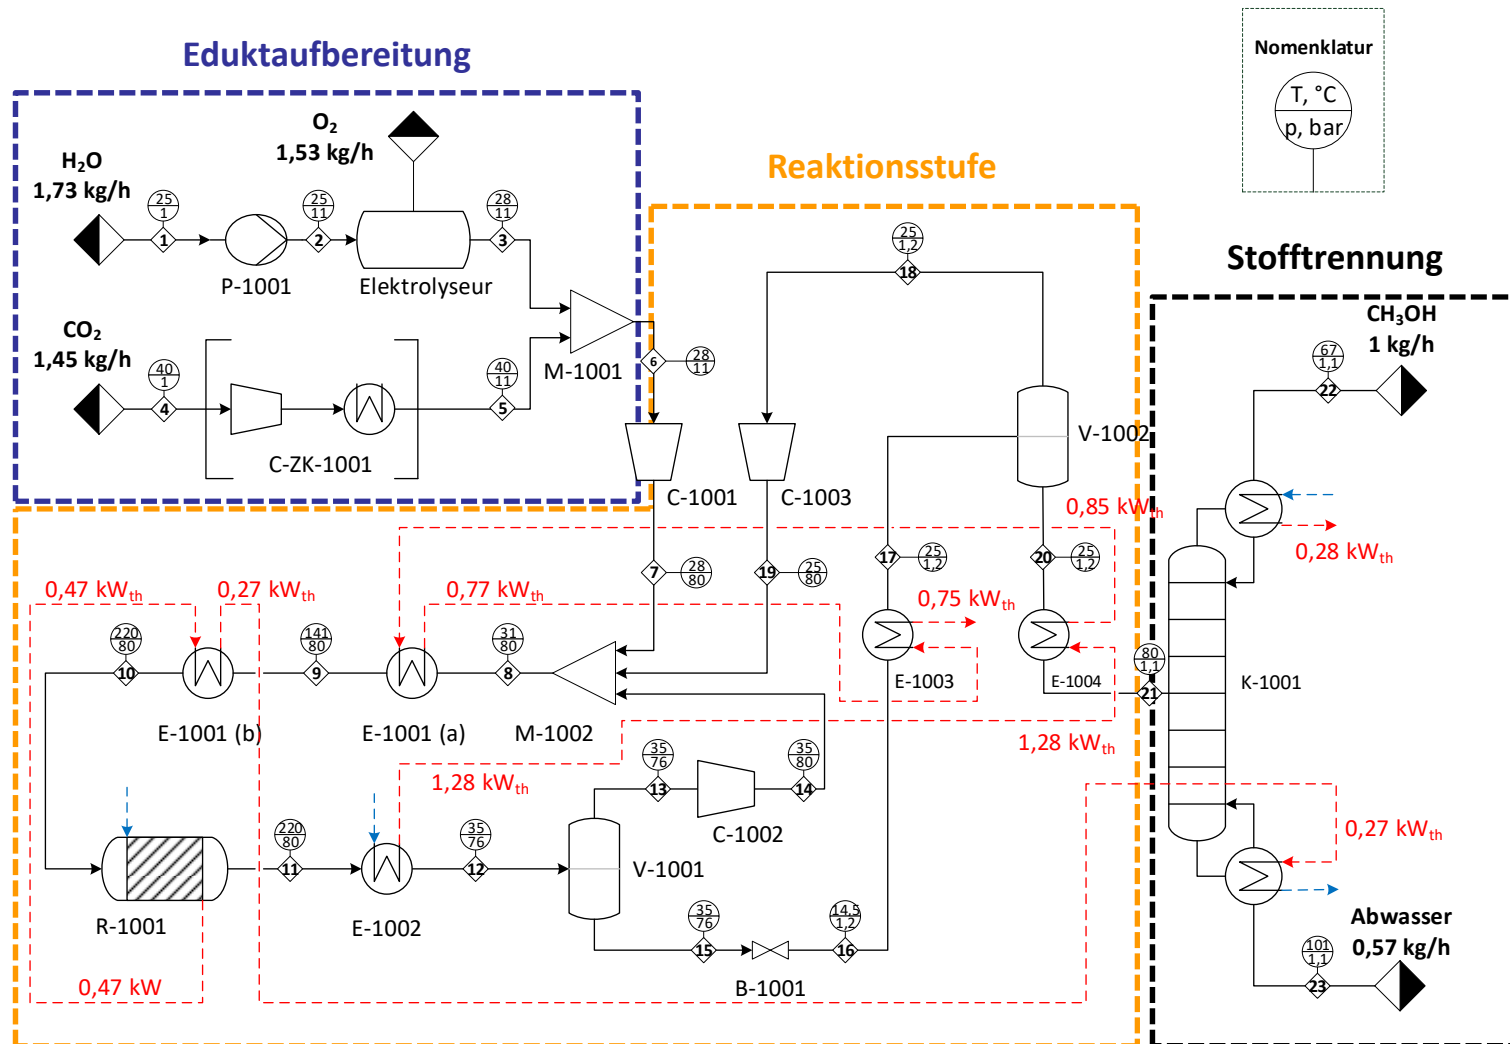 Eduktaufbereitung
Nomenklatur
T, °C
p, bar
O₂
1,53 kg/h
H₂O
1,73 kg/h
25
1
1
P-1001
25
11
2
Elektrolyseur
28
11
3
CO₂
1,45 kg/h
40
1
4
C-ZK-1001
40
11
5
M-1001
Reaktionsstufe
6
28
11
C-1001
25
1,2
18
C-1003
V-1002
7
28
80
19
25
80
17
25
1,2
20
25
1,2
0,85 kWth
0,47 kWth
0,27 kWth
0,77 kWth
0,75 kWth
220
80
10
E-1001 (b)
141
80
9
E-1001 (a)
31
80
8
M-1002
E-1003
E-1004
1,28 kWth
1,28 kWth
35
76
13
C-1002
35
80
14
R-1001
220
80
11
E-1002
35
76
12
V-1001
35
76
15
B-1001
14,5
1,2
16
0,47 kW
Stofftrennung
CH₃OH
1 kg/h
67
1,1
22
0,28 kWth
80
1,1
21
K-1001
0,27 kWth
Abwasser
0,57 kg/h
101
1,1
23